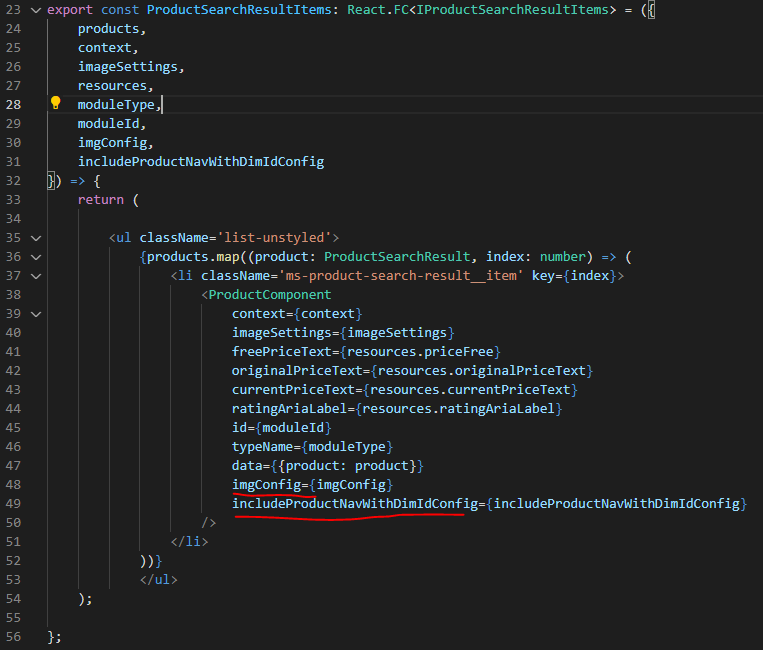 23 export const ProductSearchResultItems: React.FC<IProductSearchResultItems> = ({
24 products,
25 context,
26 imageSettings,
27 resources,
28 moduleType,
29 moduleId,
30 imgConfig,
31 includeProductNavWithDimIdConfig
32 }) => {
33 return (
34
35 <ul className='list-unstyled'>
36 {products.map((product: ProductSearchResult, index: number) => (
37 <li className='ms-product-search-result__item' key={index}>
38 <ProductComponent
39 context={context}
40 imageSettings={imageSettings}
41 freePriceText={resources.priceFree}
42 originalPriceText={resources.originalPriceText}
43 currentPriceText={resources.currentPriceText}
44 ratingAriaLabel={resources.ratingAriaLabel}
45 id={moduleId}
46 typeName={moduleType}
47 data={{product: product}}
48 imgConfig={imgConfig}
49 includeProductNavWithDimIdConfig={includeProductNavWithDimIdConfig}
50 />
51 </li>
52 ))}
53 </ul>
54 );
55
56 };